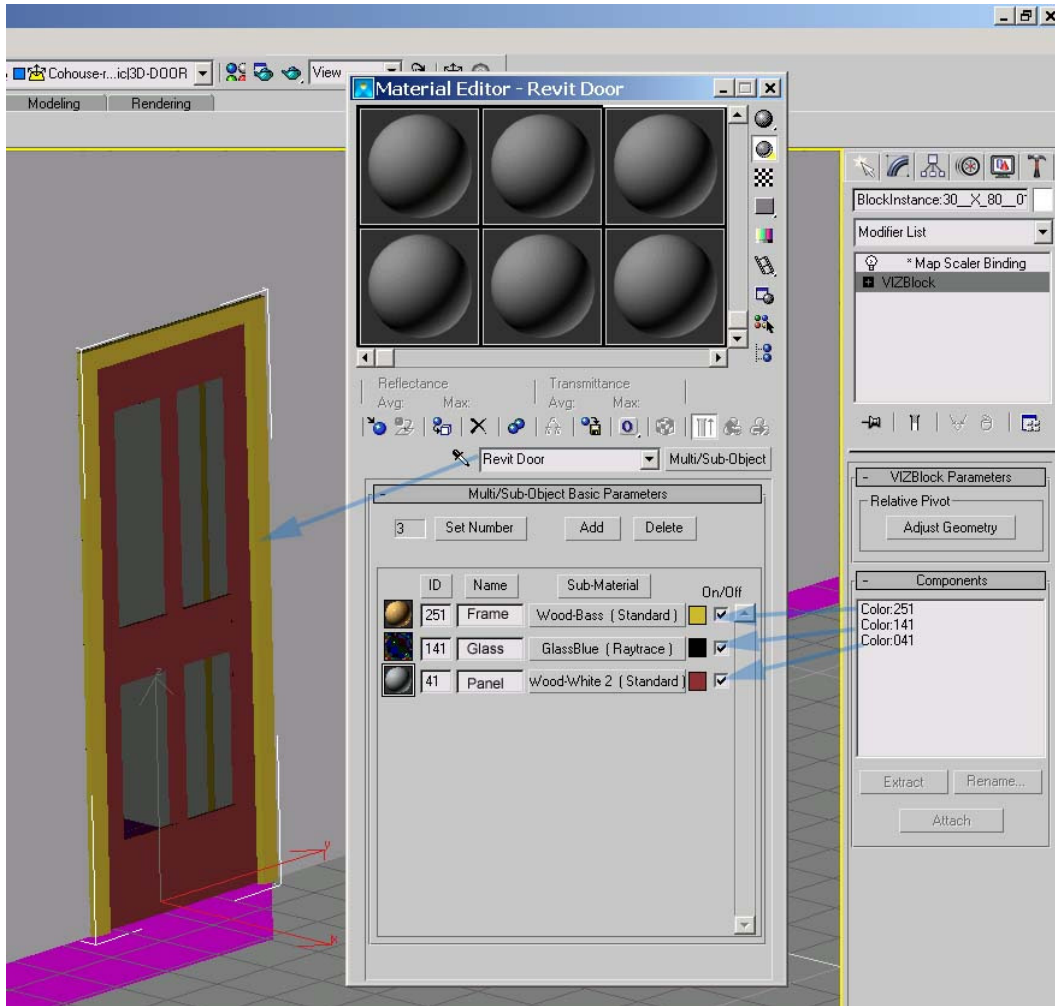 Cohouse-r...ic|3D-DOOR
View
Modeling Rendering
Material Editor - Revit Door
BlockInstance:30__X_80__0
Modifier List
* Map Scaler Binding
VIZBlock
Reflectance Transmittance
Avg: Max: Avg: Max:
Revit Door Multi/Sub-Object
- VIZBlock Parameters
Relative Pivot
Adjust Geometry
- Multi/Sub-Object Basic Parameters
3 Set Number Add Delete
- Components
Color:251
Color:141
Color:041
ID Name Sub-Material On/Off
251 Frame Wood-Bass ( Standard )
141 Glass GlassBlue ( Raytrace )
41 Panel Wood-White 2 ( Standard )
Extract Rename...
Attach
z
y
x